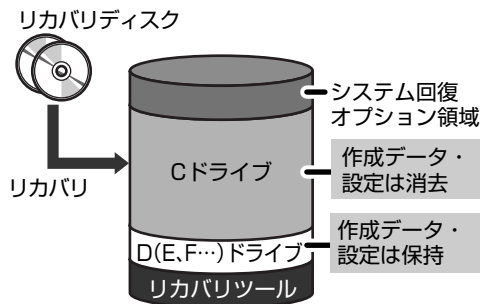 リカバリディスク
システム回復
オプション領域
Cドライブ
作成データ・
設定は消去
リカバリ
D(E、F…)ドライブ
作成データ・
設定は保持
リカバリツール